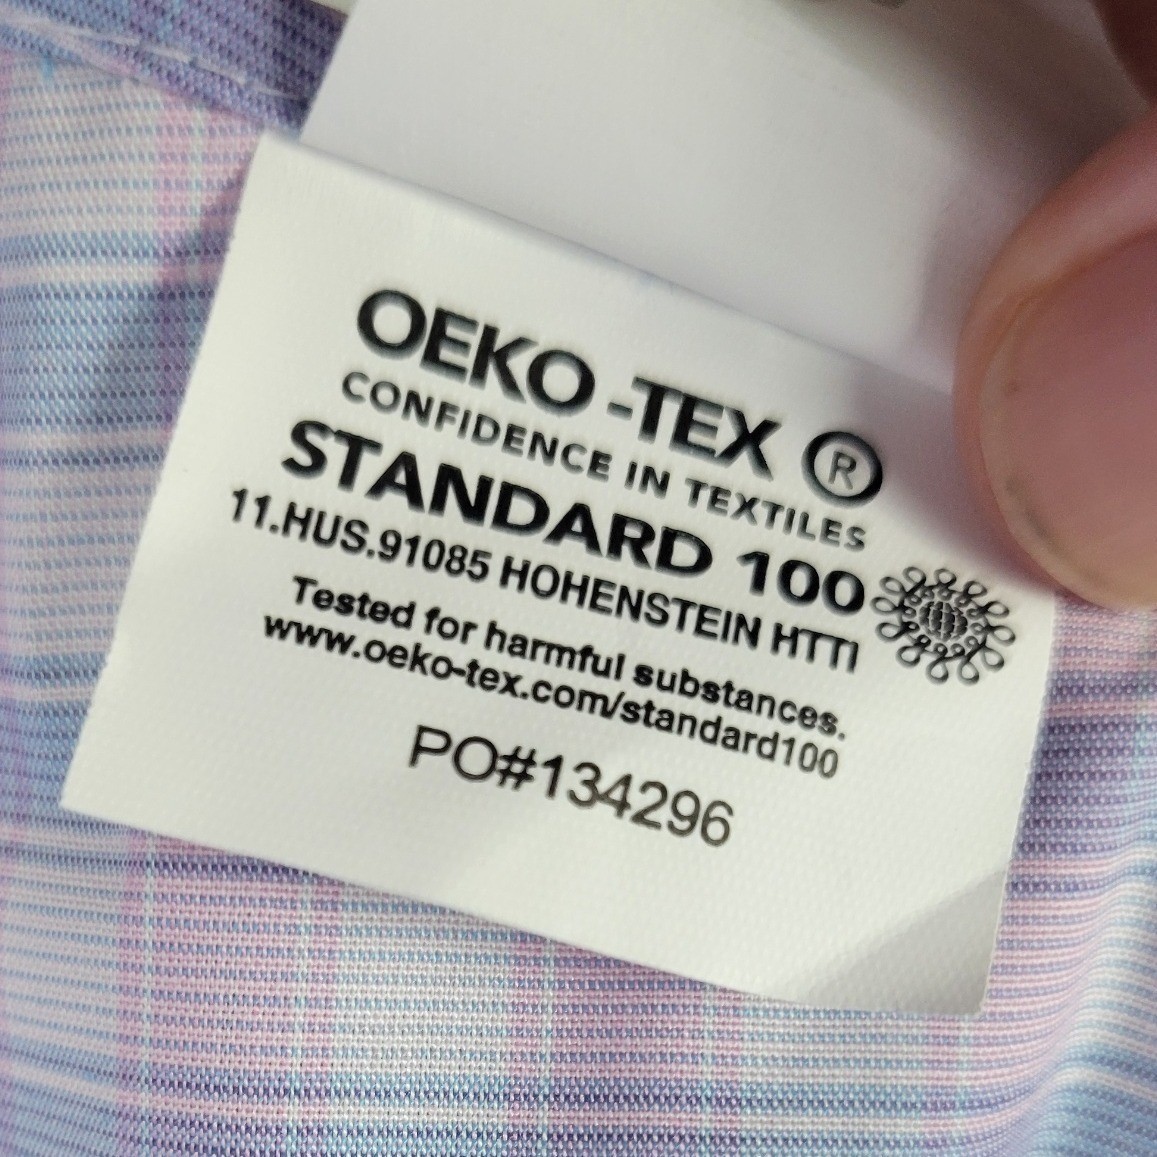 OEKO -TEX ®
CONFIDENCE IN TEXTILES
STANDARD 100
11.HUS.91085 HOHENSTEIN HTTI
Tested for harmful substances.
www.oeko-tex.com/standard100
PO#134296